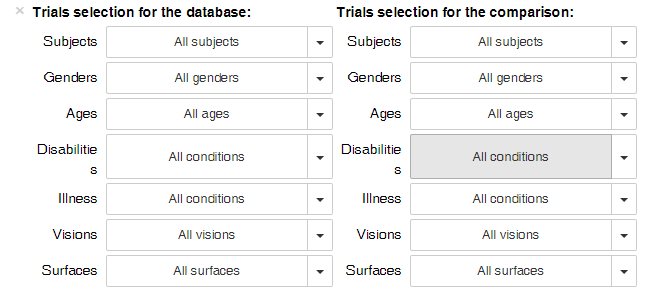 × Trials selection for the database: Trials selection for the comparison:
Subjects All subjects Subjects All subjects
Genders All genders Genders All genders
Ages All ages Ages All ages
Disabilitie All conditions Disabilitie All conditions
s s
Illness All conditions Illness All conditions
Visions All visions Visions All visions
Surfaces All surfaces Surfaces All surfaces